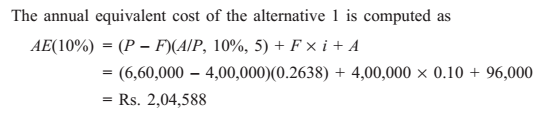 The annual equivalent cost of the alternative 1 is computed as
AE(10%) = (P – F)(A/P, 10%, 5) + F × i + A
= (6,60,000 – 4,00,000)(0.2638) + 4,00,000 × 0.10 + 96,000
= Rs. 2,04,588